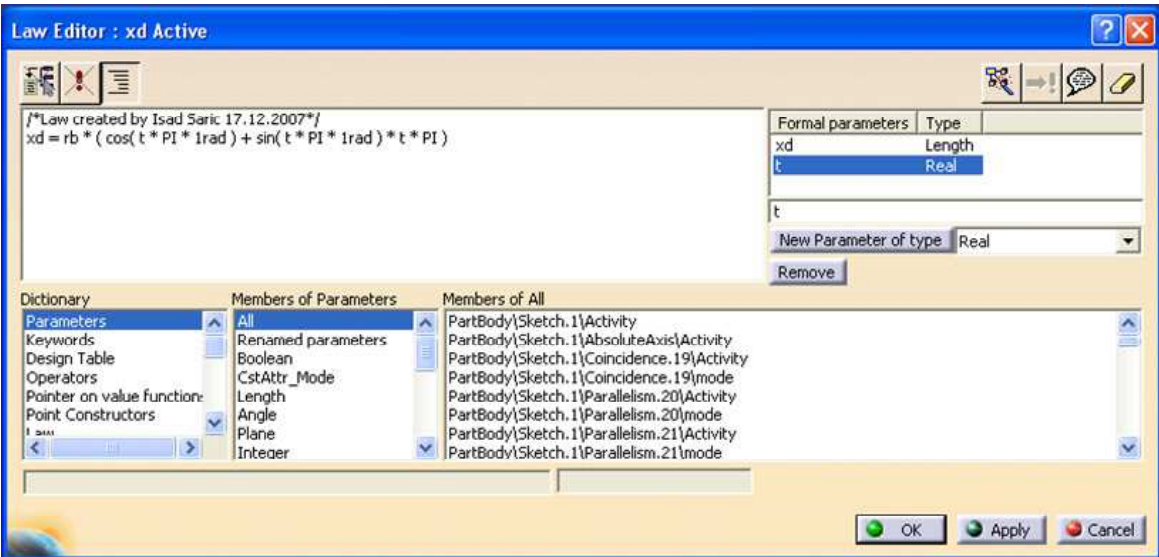 Law Editor : xd Active
/*Law created by Isad Saric 17.12.2007*/
xd = rb * ( cos( t * PI * 1rad ) + sin( t * PI * 1rad ) * t * PI )
Formal parameters Type
xd Length
t Real
t
New Parameter of type Real
Remove
Dictionary Members of Parameters Members of All
Parameters All PartBody\Sketch.1\Activity
Keywords Renamed parameters PartBody\Sketch.1\AbsoluteAxis\Activity
Design Table Boolean PartBody\Sketch.1\Coincidence.19\Activity
Operators CstAttr_Mode PartBody\Sketch.1\Coincidence.19\mode
Pointer on value function Length PartBody\Sketch.1\Parallelism.20\Activity
Point Constructors Angle PartBody\Sketch.1\Parallelism.20\mode
Law Plane PartBody\Sketch.1\Parallelism.21\Activity
Integer PartBody\Sketch.1\Parallelism.21\mode
OK Apply Cancel